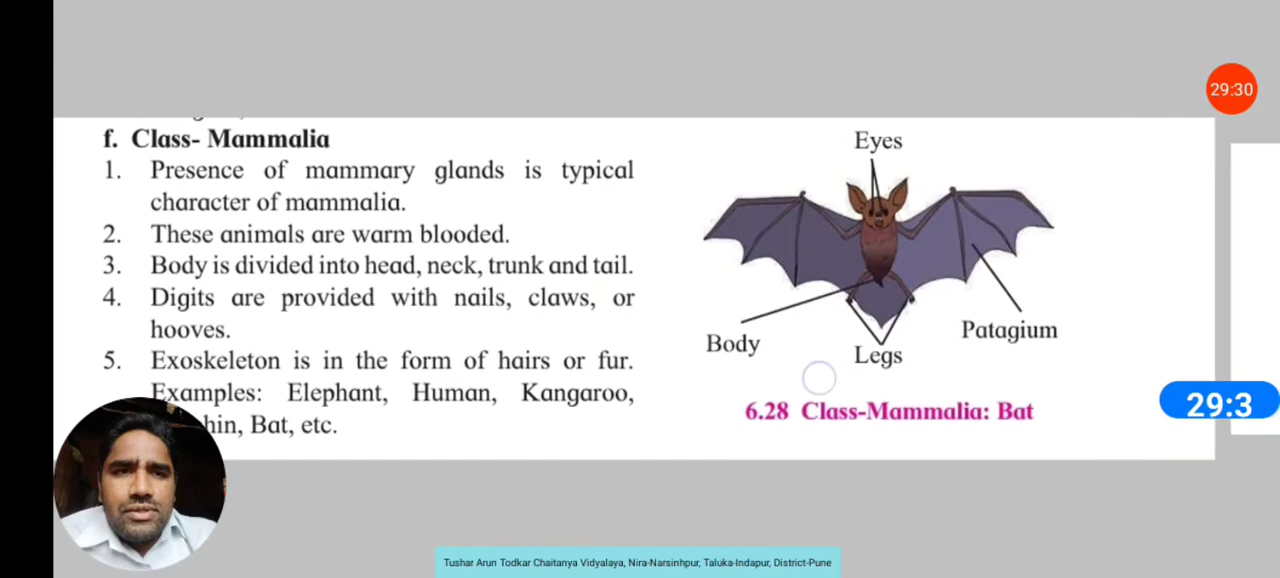 29:30
f. Class- Mammalia
1. Presence of mammary glands is typical
character of mammalia.
2. These animals are warm blooded.
3. Body is divided into head, neck, trunk and tail.
4. Digits are provided with nails, claws, or
hooves.
5. Exoskeleton is in the form of hairs or fur.
Examples: Elephant, Human, Kangaroo,
hin, Bat, etc.
Eyes
Body
Legs
Patagium
6.28 Class-Mammalia: Bat
29:3
Tushar Arun Todkar Chaitanya Vidyalaya, Nira-Narsinhpur, Taluka-Indapur, District-Pune